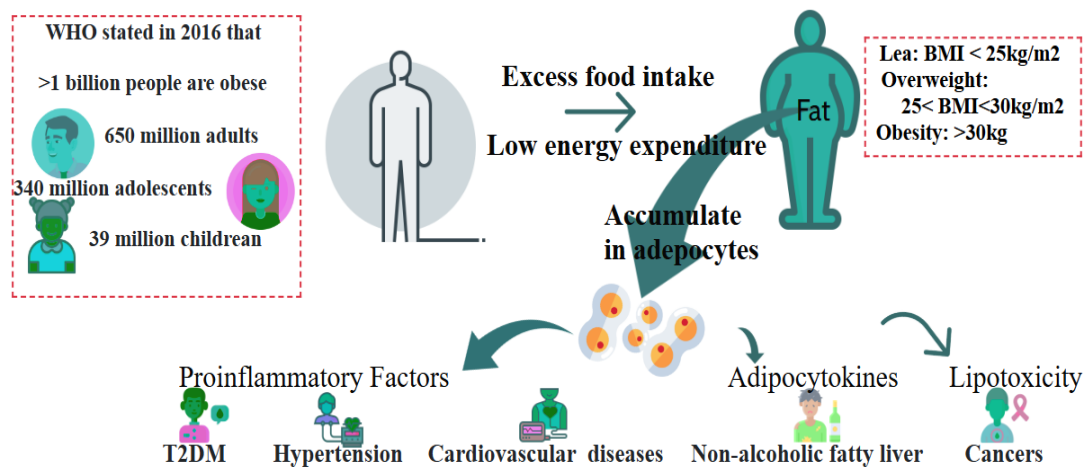 WHO stated in 2016 that
>1 billion people are obese
650 million adults
340 million adolescents
39 million childrean
Excess food intake
Low energy expenditure
Fat
Lea: BMI < 25kg/m2
Overweight:
25< BMI<30kg/m2
Obesity: >30kg
Accumulate
in adepocytes
Proinflammatory Factors
Adipocytokines
Lipotoxicity
T2DM
Hypertension
Cardiovascular diseases
Non-alcoholic fatty liver
Cancers